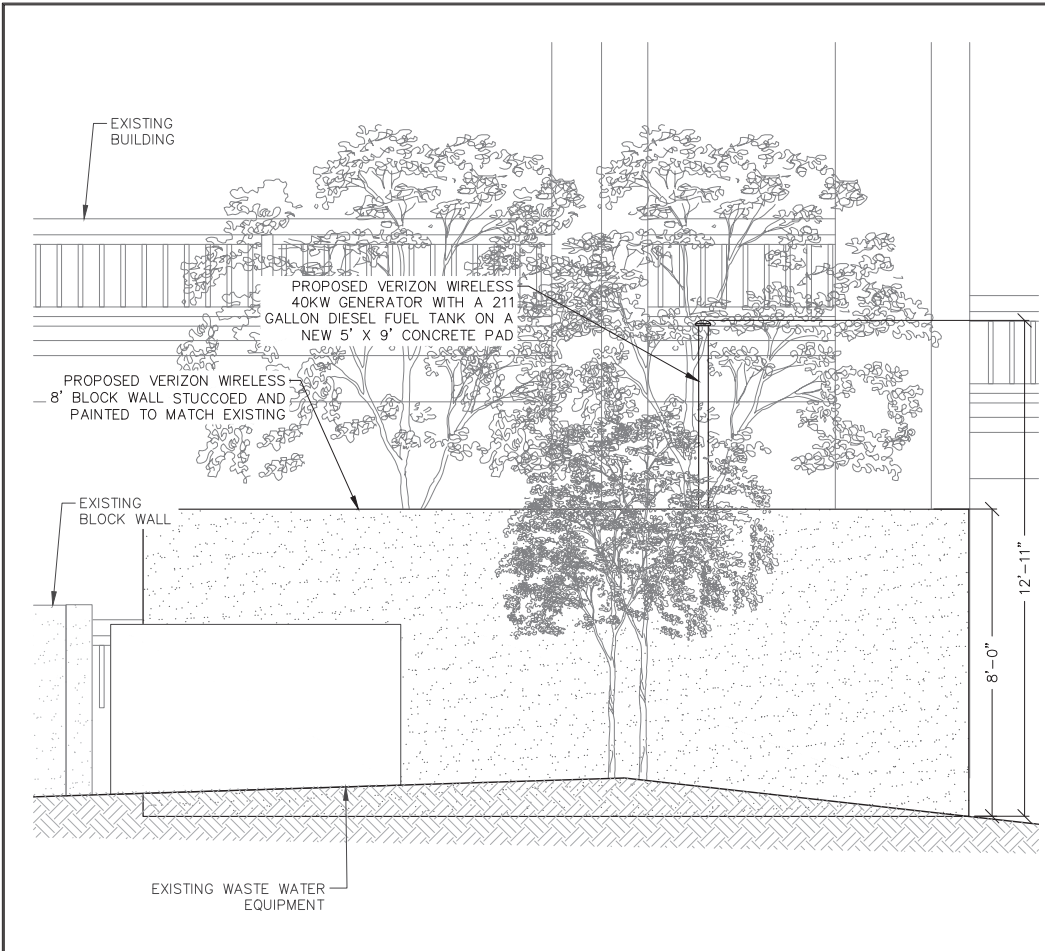 EXISTING
BUILDING
PROPOSED VERIZON WIRELESS
40KW GENERATOR WITH A 211
GALLON DIESEL FUEL TANK ON A
NEW 5' X 9' CONCRETE PAD
PROPOSED VERIZON WIRELESS
8' BLOCK WALL STUCCOED AND
PAINTED TO MATCH EXISTING
EXISTING
BLOCK WALL
12'-11"
8'-0"
EXISTING WASTE WATER
EQUIPMENT